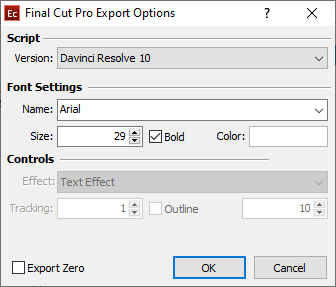 Ec Final Cut Pro Export Options
Script
Version: Davinci Resolve 10
Font Settings
Name: Arial
Size: 29 Bold Color:
Controls
Effect: Text Effect
Tracking: 1 Outline 10
Export Zero OK Cancel